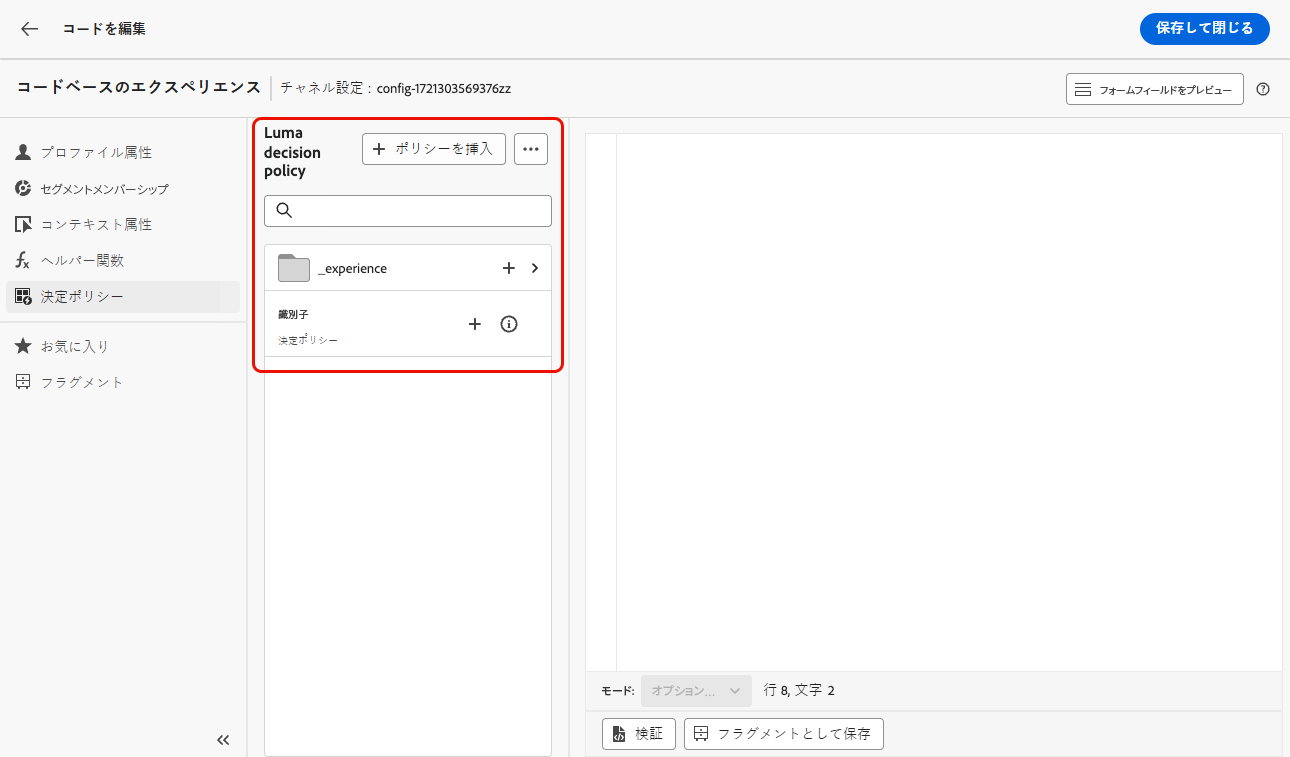 コードを編集
保存して閉じる
コードベースのエクスペリエンス
チャネル設定 : config-1721303569376zz
フォームフィールドをプレビュー
プロファイル属性
セグメントメンバーシップ
コンテキスト属性
ヘルパー関数
決定ポリシー
お気に入り
フラグメント
Luma
decision
policy
ポリシーを挿入
_experience
識別子
決定ポリシー
モード:
オプション...
行 8, 文字 2
検証
フラグメントとして保存